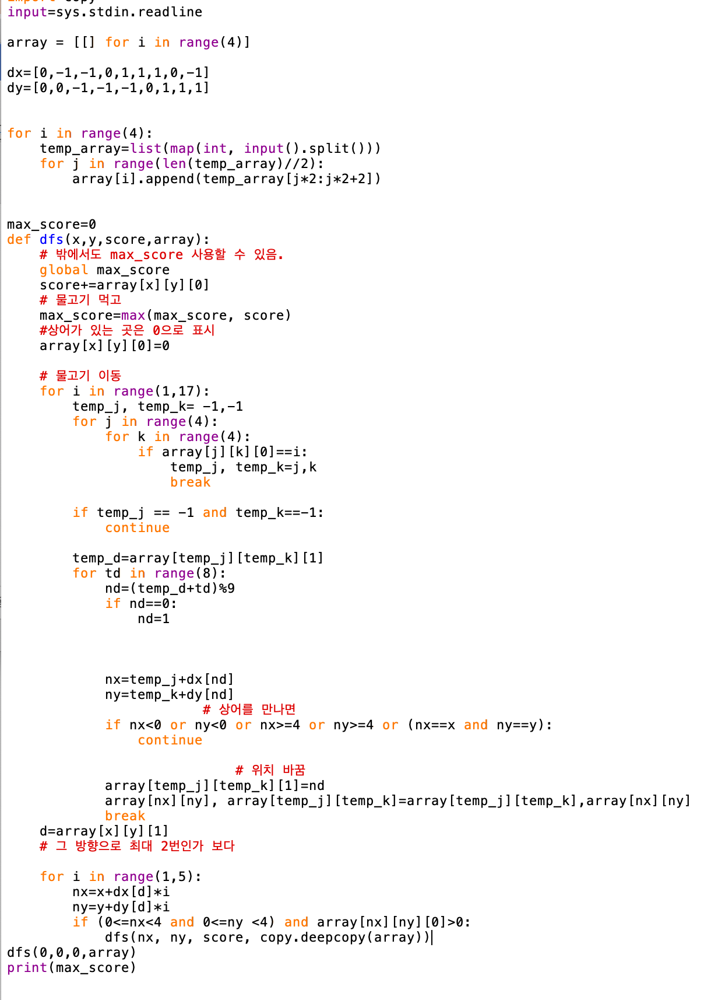 import copy
input=sys.stdin.readline
array = [[] for i in range(4)]
dx=[0,-1,-1,0,1,1,1,0,-1]
dy=[0,0,-1,-1,-1,0,1,1,1]
for i in range(4):
    temp_array=list(map(int, input().split()))
    for j in range(len(temp_array)//2):
        array[i].append(temp_array[j*2:j*2+2])
max_score=0
def dfs(x,y,score,array):
    # 밖에서도 max_score 사용할 수 있음.
    global max_score
    score+=array[x][y][0]
    # 물고기 먹고
    max_score=max(max_score, score)
    #상어가 있는 곳은 0으로 표시
    array[x][y][0]=0
    # 물고기 이동
    for i in range(1,17):
        temp_j, temp_k= -1,-1
        for j in range(4):
            for k in range(4):
                if array[j][k][0]==i:
                    temp_j, temp_k=j,k
                    break
        if temp_j == -1 and temp_k==-1:
            continue
        temp_d=array[temp_j][temp_k][1]
        for td in range(8):
            nd=(temp_d+td)%9
            if nd==0:
                nd=1
            nx=temp_j+dx[nd]
            ny=temp_k+dy[nd]
                        # 상어를 만나면
            if nx<0 or ny<0 or nx>=4 or ny>=4 or (nx==x and ny==y):
                continue
                            # 위치 바꿈
            array[temp_j][temp_k][1]=nd
            array[nx][ny], array[temp_j][temp_k]=array[temp_j][temp_k],array[nx][ny]
            break
    d=array[x][y][1]
    # 그 방향으로 최대 2번인가 보다
    for i in range(1,5):
        nx=x+dx[d]*i
        ny=y+dy[d]*i
        if (0<=nx<4 and 0<=ny <4) and array[nx][ny][0]>0:
            dfs(nx, ny, score, copy.deepcopy(array))
dfs(0,0,0,array)
print(max_score)